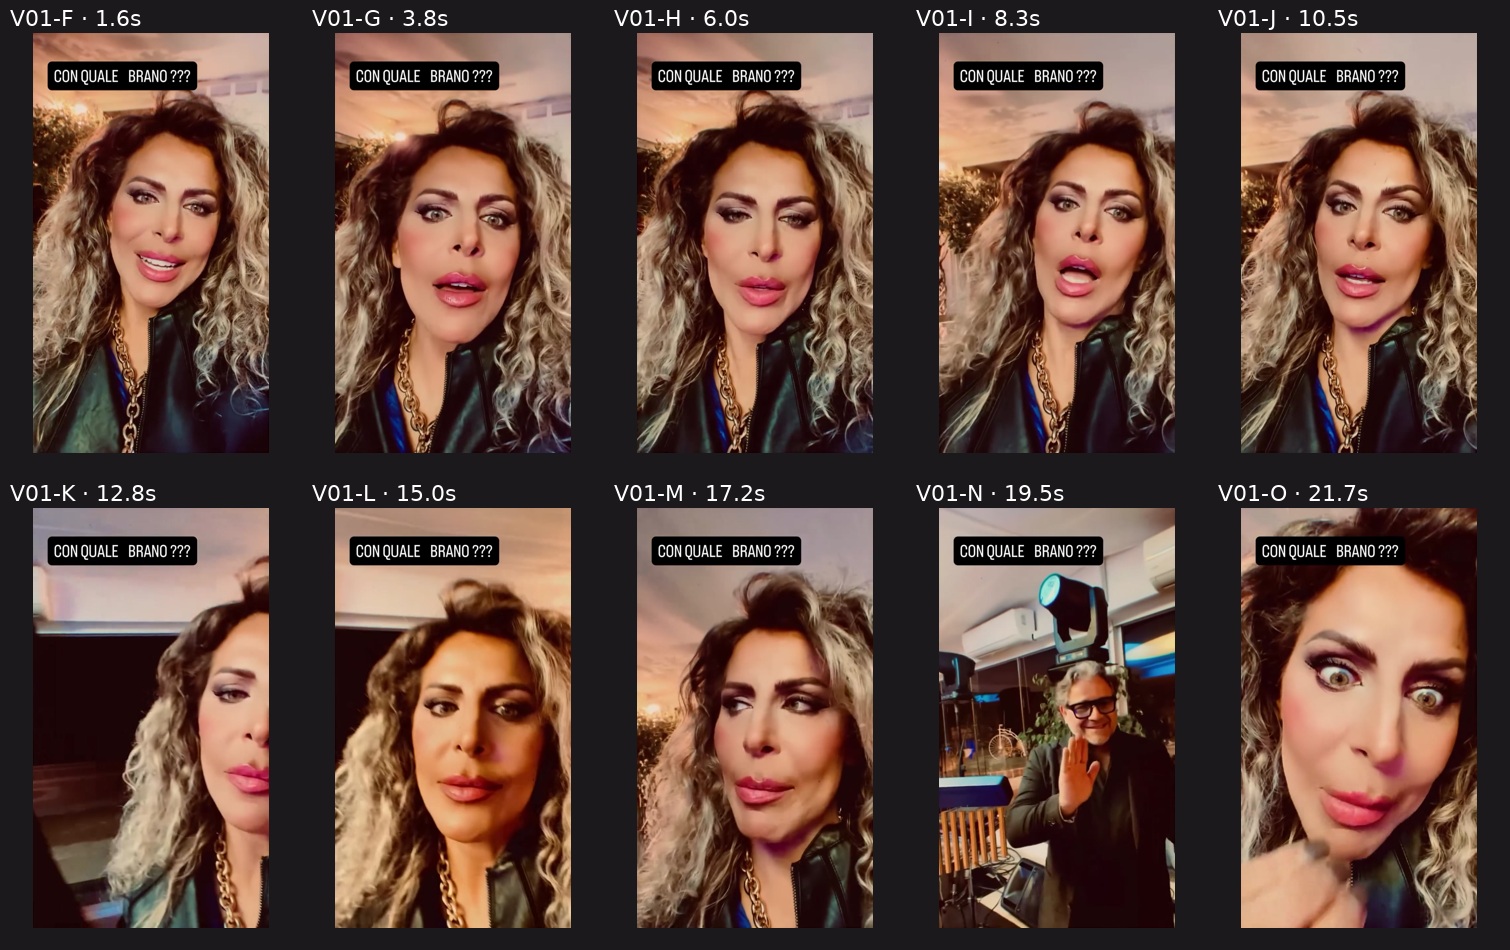 V01-F · 1.6s
V01-G · 3.8s
V01-H · 6.0s
V01-I · 8.3s
V01-J · 10.5s
CON QUALE BRANO ???
CON QUALE BRANO ???
CON QUALE BRANO ???
CON QUALE BRANO ???
CON QUALE BRANO ???
V01-K · 12.8s
V01-L · 15.0s
V01-M · 17.2s
V01-N · 19.5s
V01-O · 21.7s
CON QUALE BRANO ???
CON QUALE BRANO ???
CON QUALE BRANO ???
CON QUALE BRANO ???
CON QUALE BRANO ???